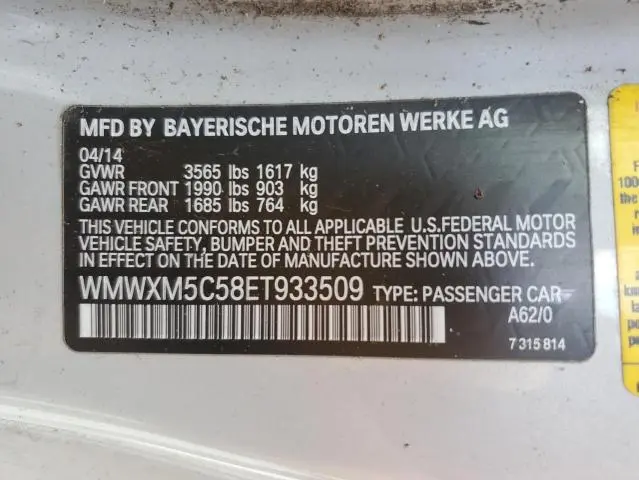 MFD BY BAYERISCHE MOTOREN WERKE AG
04/14
GVWR 3565 lbs 1617 kg
GAWR FRONT 1990 lbs 903 kg
GAWR REAR 1685 lbs 764 kg
THIS VEHICLE CONFORMS TO ALL APPLICABLE U.S.FEDERAL MOTOR
VEHICLE SAFETY, BUMPER AND THEFT PREVENTION STANDARDS
IN EFFECT ON THE DATE OF MANUFACTURE SHOWN ABOVE.
WMWXM5C58ET933509 TYPE: PASSENGER CAR
A62/0
7 315 814
100
the